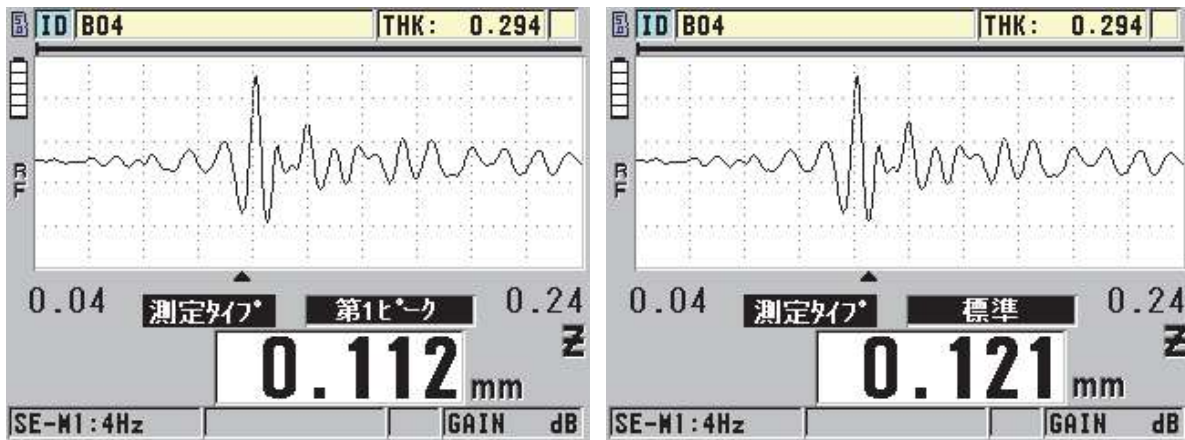 ID B04 THK: 0.294
RF
0.04 測定ﾀｲﾌﾟ 第1ﾋﾟｰｸ 0.24
0.112 mm
SE-M1:4Hz GAIN dB
ID B04 THK: 0.294
RF
0.04 測定ﾀｲﾌﾟ 標準 0.24
0.121 mm
SE-M1:4Hz GAIN dB